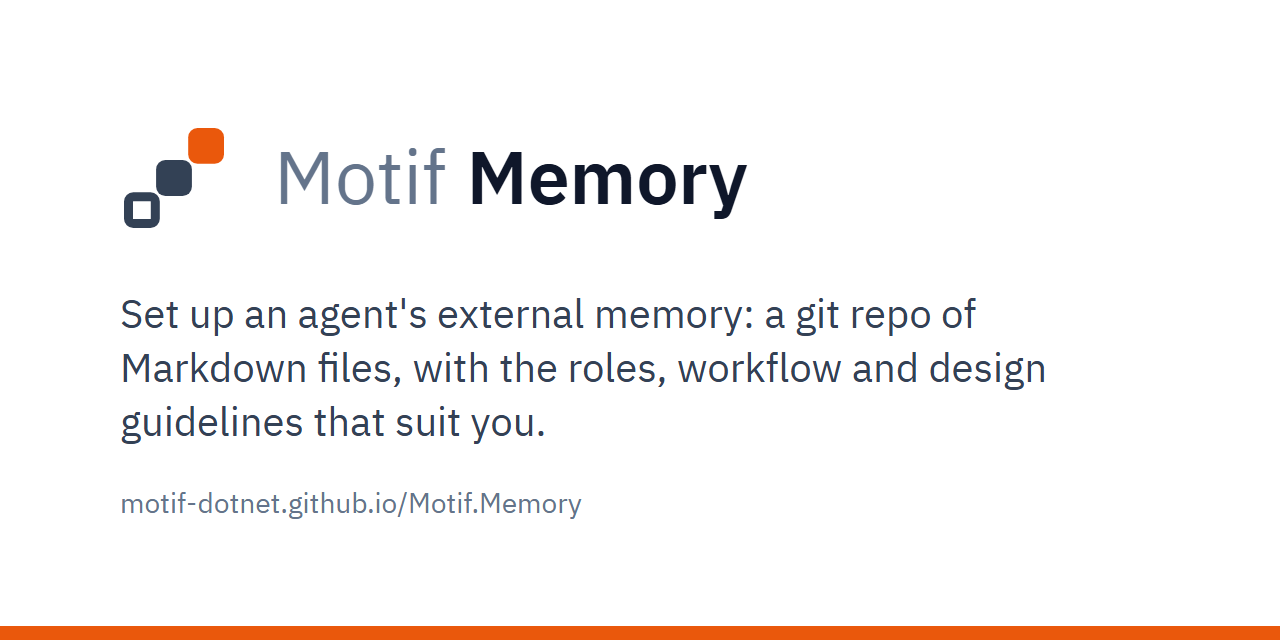 Motif Memory
Set up an agent's external memory: a git repo of
Markdown files, with the roles, workflow and design
guidelines that suit you.
motif-dotnet.github.io/Motif.Memory